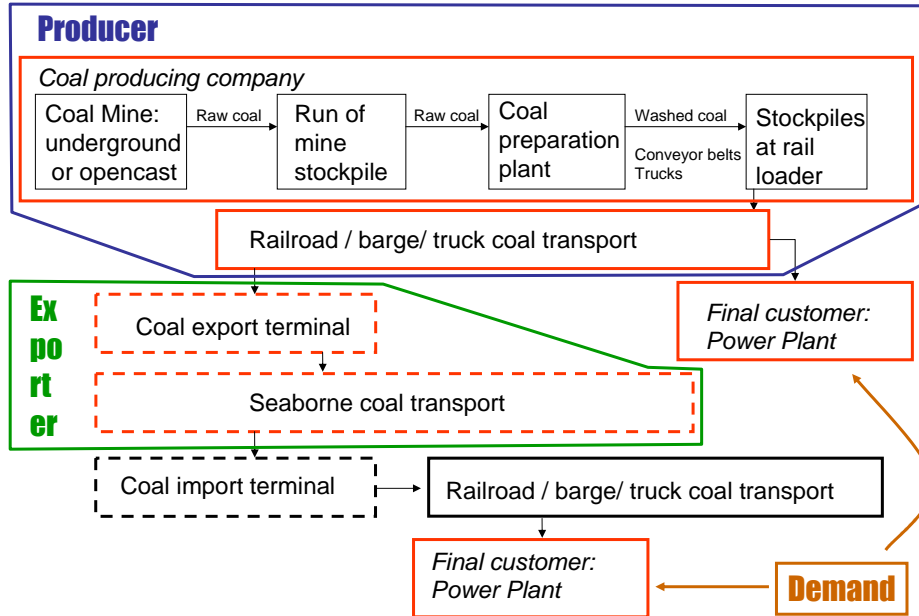 Producer
Coal producing company
Coal Mine:
underground
or opencast
Raw coal
Run of
mine
stockpile
Raw coal
Coal
preparation
plant
Washed coal
Conveyor belts
Trucks
Stockpiles
at rail
loader
Railroad / barge/ truck coal transport
Ex
po
rt
er
Coal export terminal
Final customer:
Power Plant
Seaborne coal transport
Coal import terminal
Railroad / barge/ truck coal transport
Final customer:
Power Plant
Demand